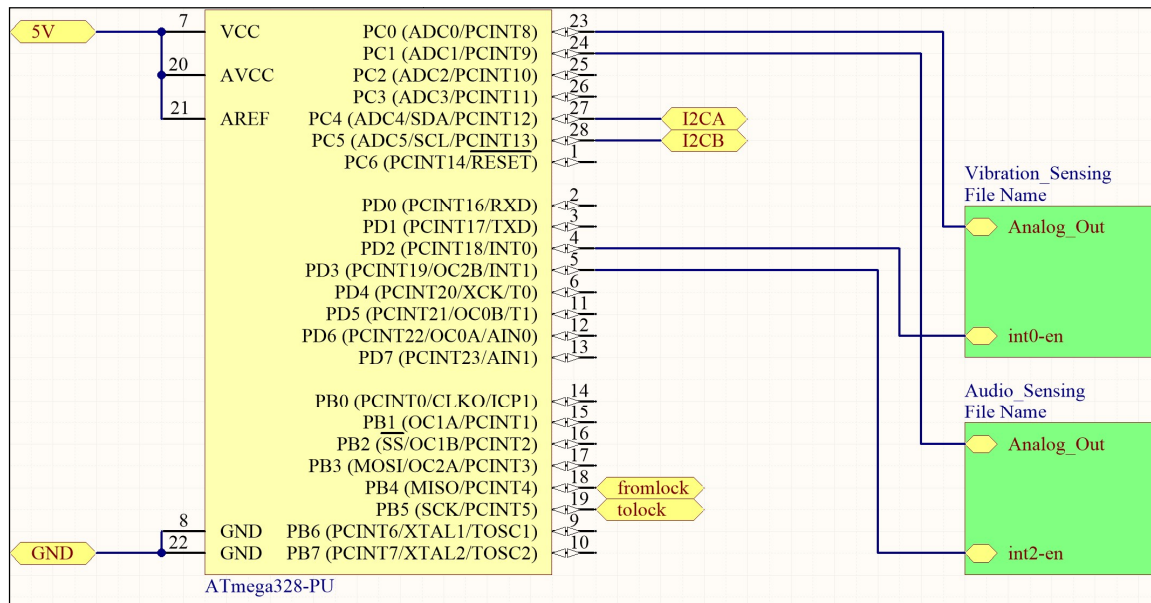 5V
7
VCC
20
AVCC
21
AREF
8
GND
22
GND
GND
PC0 (ADC0/PCINT8)
23
PC1 (ADC1/PCINT9)
24
PC2 (ADC2/PCINT10)
25
PC3 (ADC3/PCINT11)
26
PC4 (ADC4/SDA/PCINT12)
27
I2CA
PC5 (ADC5/SCL/PCINT13)
28
I2CB
PC6 (PCINT14/RESET)
1
PD0 (PCINT16/RXD)
2
PD1 (PCINT17/TXD)
3
PD2 (PCINT18/INT0)
4
PD3 (PCINT19/OC2B/INT1)
5
PD4 (PCINT20/XCK/T0)
6
PD5 (PCINT21/OC0B/T1)
11
PD6 (PCINT22/OC0A/AIN0)
12
PD7 (PCINT23/AIN1)
13
PB0 (PCINT0/CLKO/ICP1)
14
PB1 (OC1A/PCINT1)
15
PB2 (SS/OC1B/PCINT2)
16
PB3 (MOSI/OC2A/PCINT3)
17
PB4 (MISO/PCINT4)
18
fromlock
PB5 (SCK/PCINT5)
19
tolock
PB6 (PCINT6/XTAL1/TOSC1)
9
PB7 (PCINT7/XTAL2/TOSC2)
10
ATmega328-PU
Vibration_Sensing
File Name
Analog_Out
int0-en
Audio_Sensing
File Name
Analog_Out
int2-en